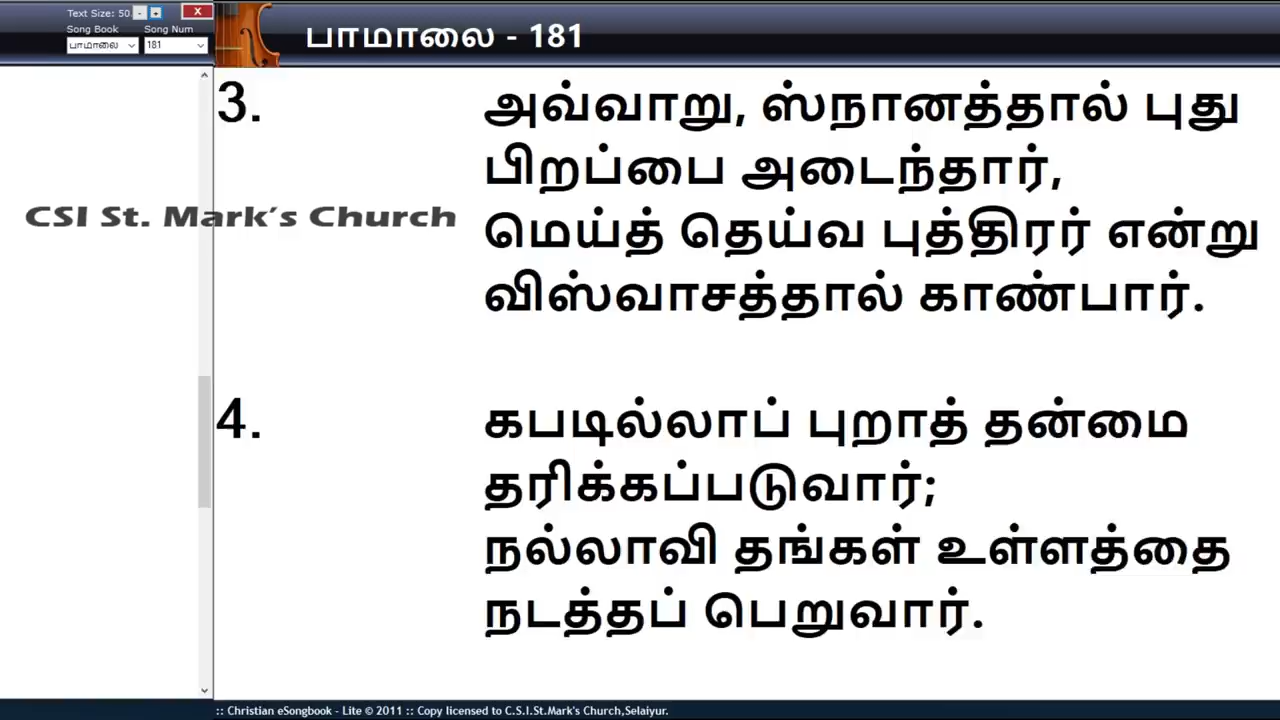 Text Size: 50 - + X
Song Book Song Num
பாமாலை 181
பாமாலை - 181
3. அவ்வாறு, ஸ்நானத்தால் புது
பிறப்பை அடைந்தார்,
CSI St. Mark's Church
மெய்த் தெய்வ புத்திரர் என்று
விஸ்வாசத்தால் காண்பார்.
4. கபடில்லாப் புறாத் தன்மை
தரிக்கப்படுவார்;
நல்லாவி தங்கள் உள்ளத்தை
நடத்தப் பெறுவார்.
:: Christian eSongbook - Lite © 2011 :: Copy licensed to C.S.I.St.Mark's Church,Selaiyur.